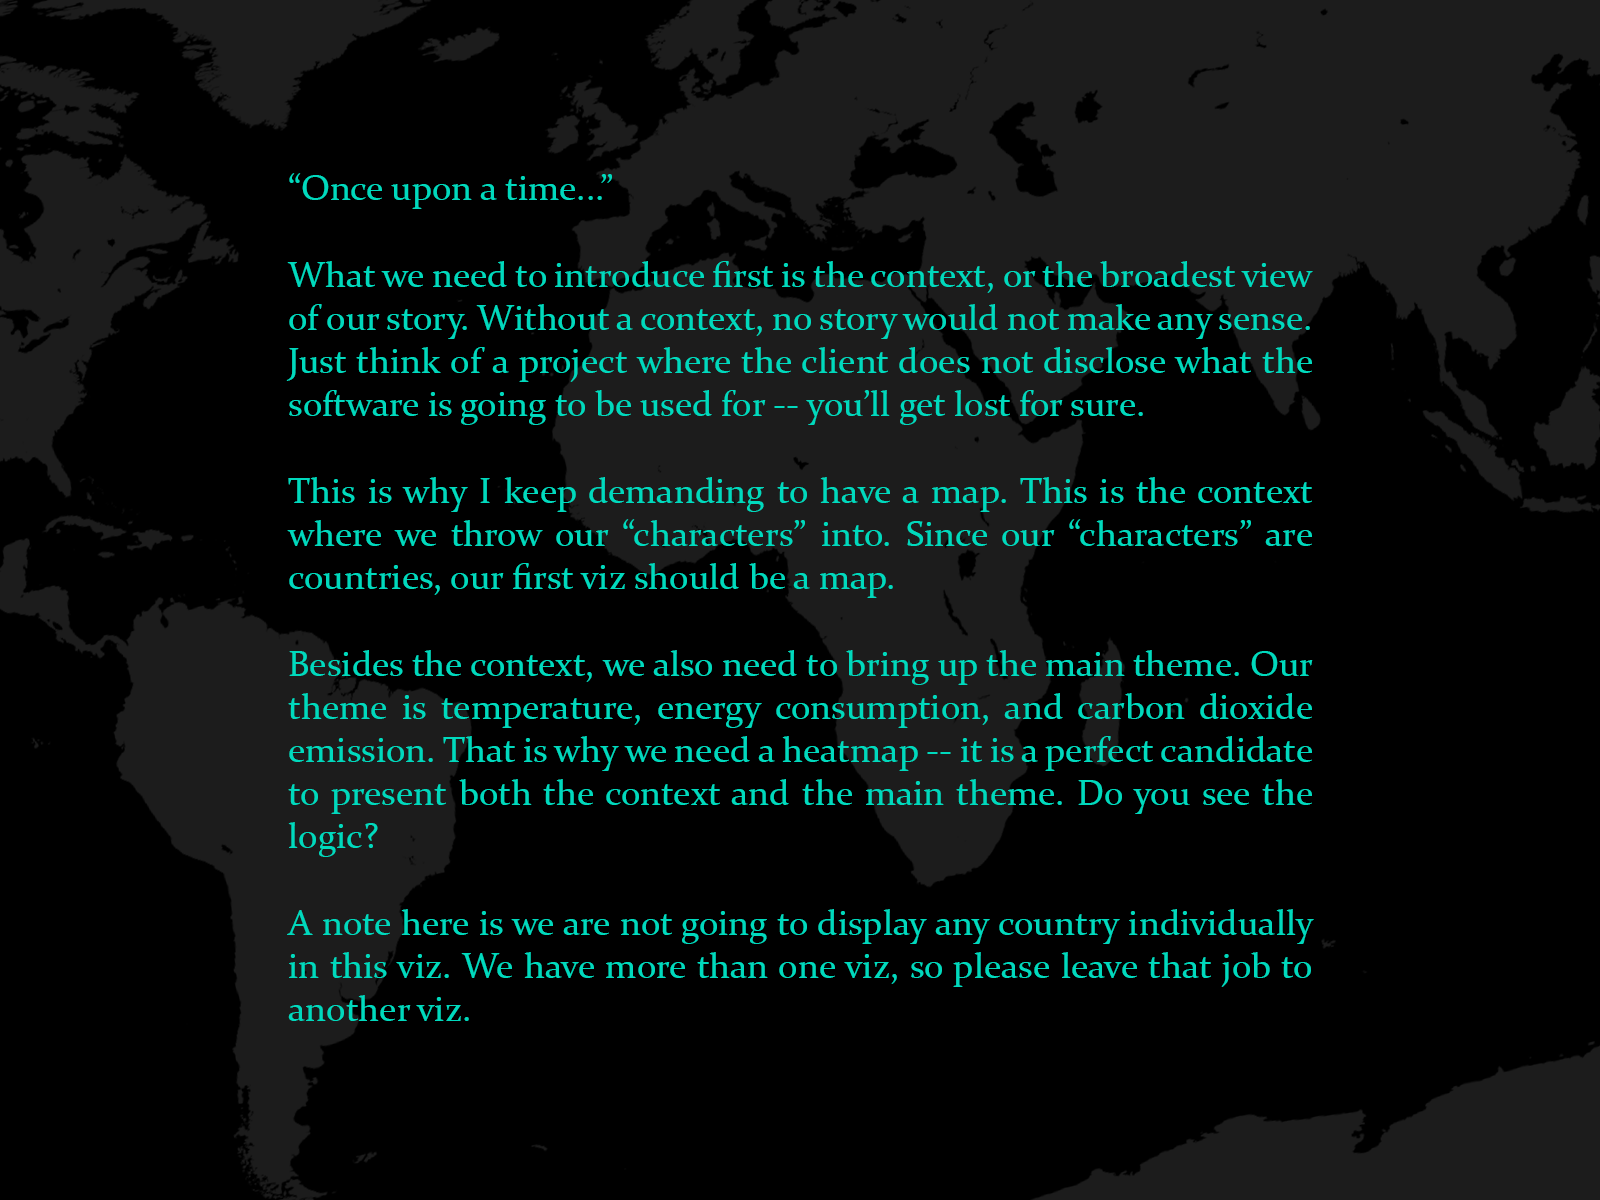 “Once upon a time...”
What we need to introduce first is the context, or the broadest view
of our story. Without a context, no story would not make any sense.
Just think of a project where the client does not disclose what the
software is going to be used for -- you’ll get lost for sure.
This is why I keep demanding to have a map. This is the context
where we throw our “characters” into. Since our “characters” are
countries, our first viz should be a map.
Besides the context, we also need to bring up the main theme. Our
theme is temperature, energy consumption, and carbon dioxide
emission. That is why we need a heatmap -- it is a perfect candidate
to present both the context and the main theme. Do you see the
logic?
A note here is we are not going to display any country individually
in this viz. We have more than one viz, so please leave that job to
another viz.